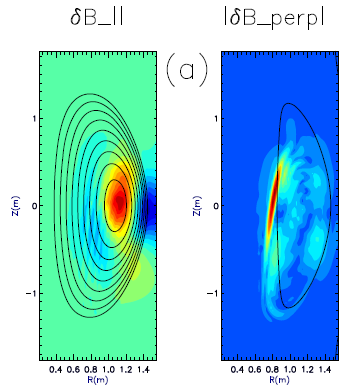 δB_|| |δB_perp|
(a)
1 1
Z(m) 0 Z(m) 0
−1 −1
0.4 0.6 0.8 1.0 1.2 1.4 0.4 0.6 0.8 1.0 1.2 1.4
R(m) R(m)